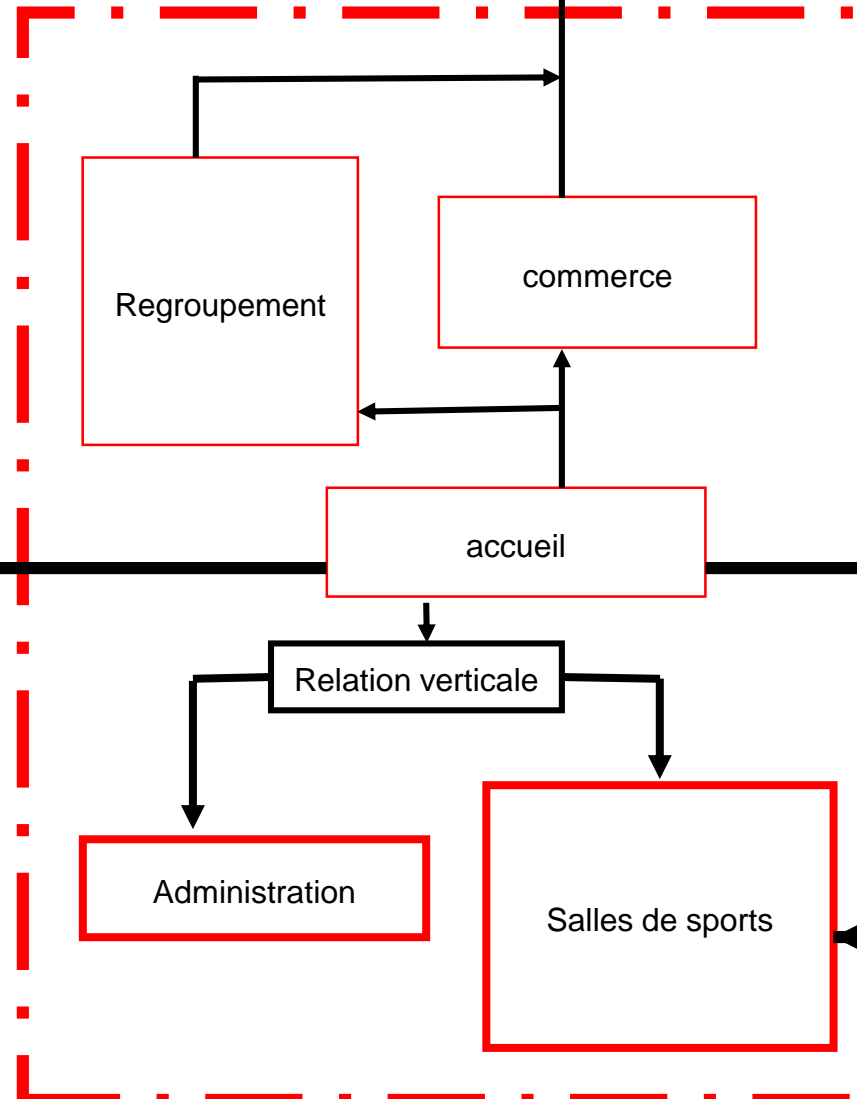 commerce
Regroupement
accueil
Relation verticale
Administration
Salles de sports